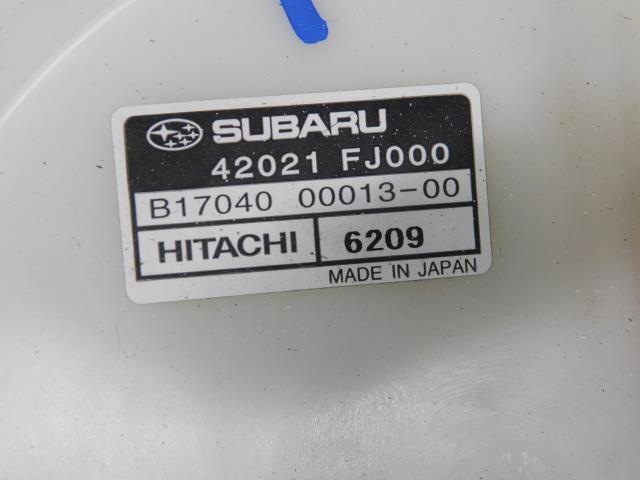 SUBARU
42021 FJ000
B17040 00013-00
HITACHI 6209
MADE IN JAPAN